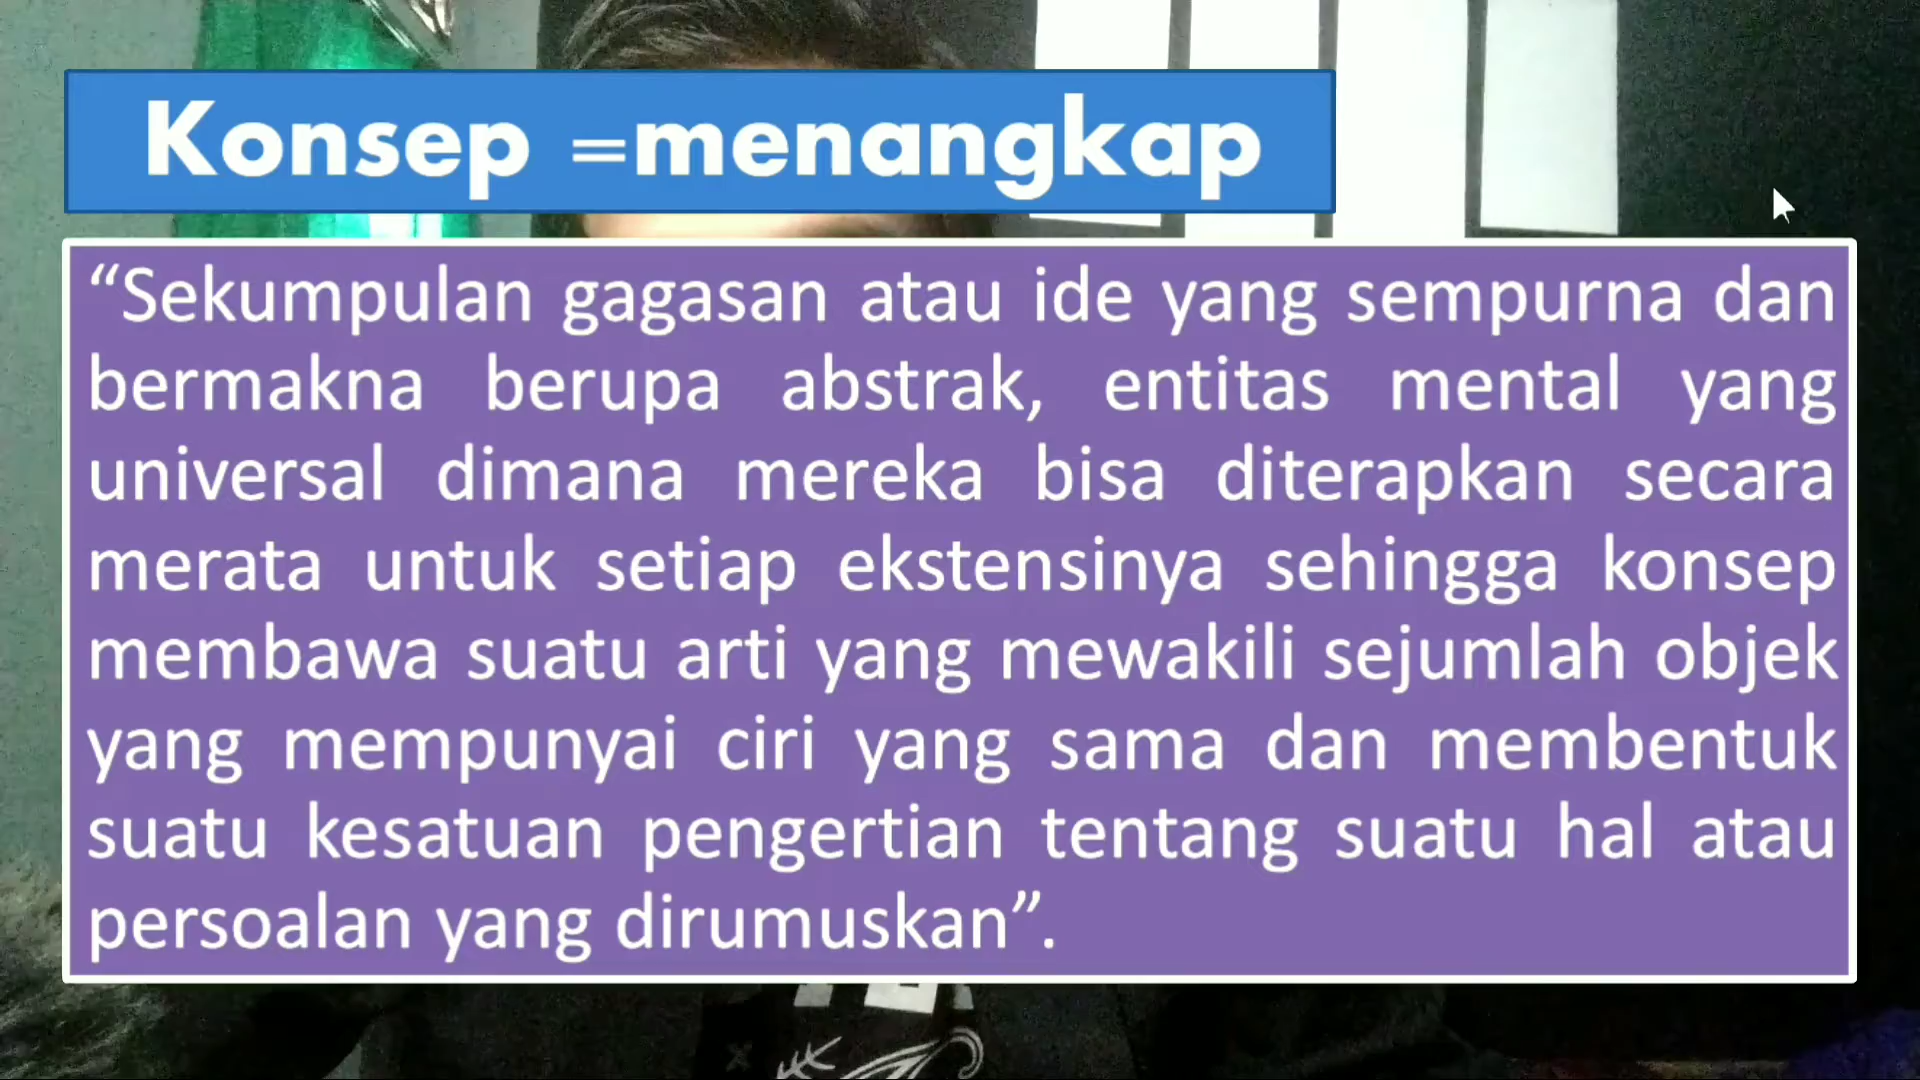 Konsep =menangkap
“Sekumpulan gagasan atau ide yang sempurna dan
bermakna berupa abstrak, entitas mental yang
universal dimana mereka bisa diterapkan secara
merata untuk setiap ekstensinya sehingga konsep
membawa suatu arti yang mewakili sejumlah objek
yang mempunyai ciri yang sama dan membentuk
suatu kesatuan pengertian tentang suatu hal atau
persoalan yang dirumuskan”.